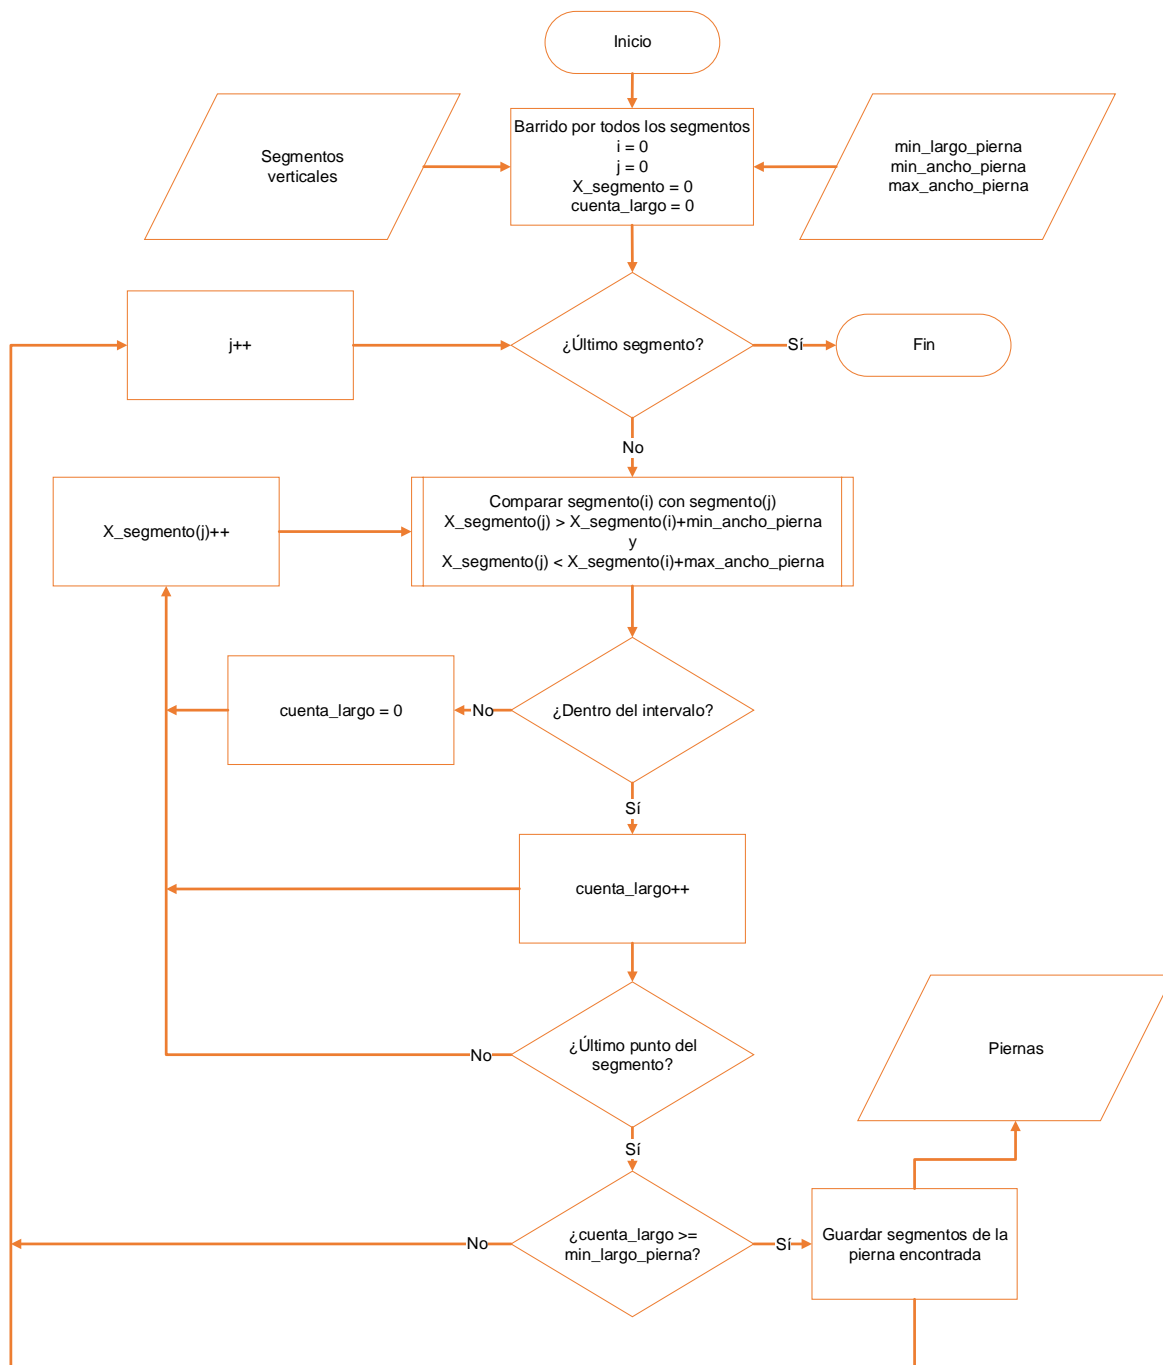 Inicio
Segmentos
verticales
Barrido por todos los segmentos
i = 0
j = 0
X_segmento = 0
cuenta_largo = 0
min_largo_pierna
min_ancho_pierna
max_ancho_pierna
j++
¿Último segmento?
Sí
Fin
No
X_segmento(j)++
Comparar segmento(i) con segmento(j)
X_segmento(j) > X_segmento(i)+min_ancho_pierna
y
X_segmento(j) < X_segmento(i)+max_ancho_pierna
cuenta_largo = 0
No
¿Dentro del intervalo?
Sí
cuenta_largo++
No
¿Último punto del
segmento?
Piernas
Sí
No
¿cuenta_largo >=
min_largo_pierna?
Sí
Guardar segmentos de la
pierna encontrada